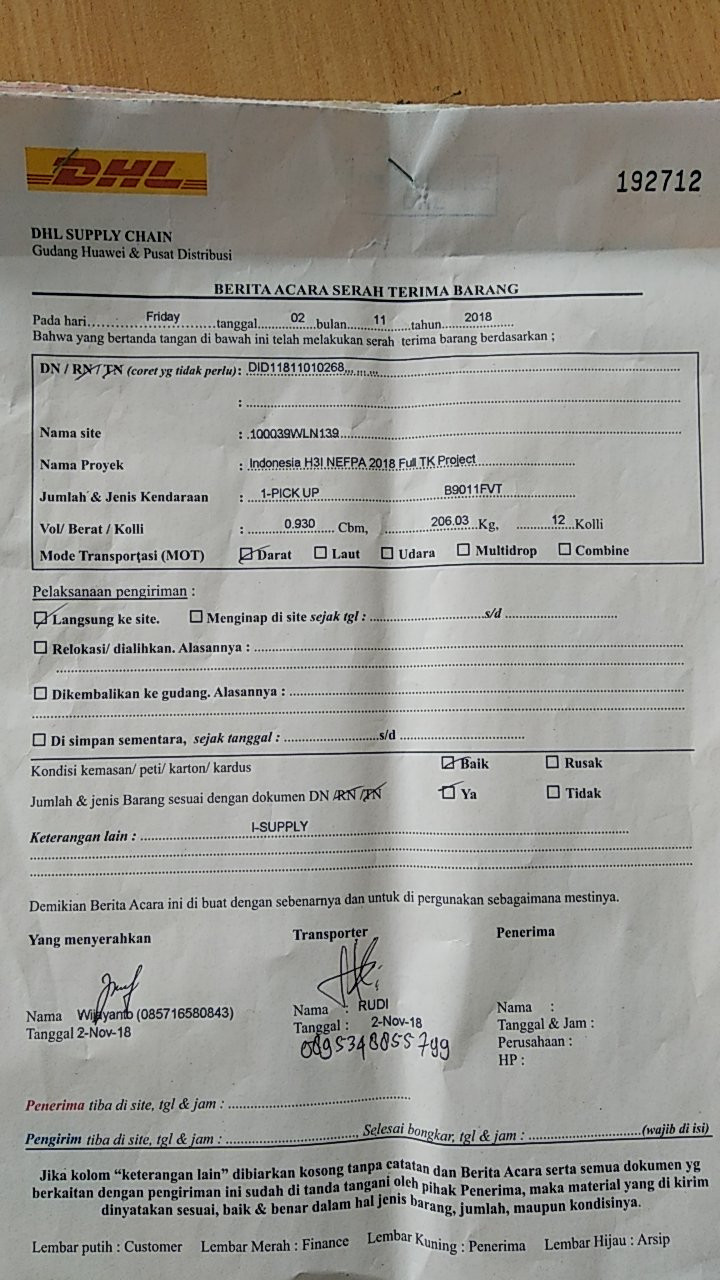 DHL
192712
DHL SUPPLY CHAIN
Gudang Huawei & Pusat Distribusi
BERITA ACARA SERAH TERIMA BARANG
Pada hari......Friday......tanggal......02......bulan......11......tahun......2018......
Bahwa yang bertanda tangan di bawah ini telah melakukan serah terima barang berdasarkan ;
DN / RN / TN (coret yg tidak perlu) : DID11811010268
:
Nama site : 100039WLN139
Nama Proyek : Indonesia H3I NEFPA 2018 Full TK Project
Jumlah & Jenis Kendaraan : 1-PICK UP B9011FVT
Vol/ Berat / Kolli : 0.930 Cbm, 206.03 Kg, 12 Kolli
Mode Transportasi (MOT) ☑ Darat ☐ Laut ☐ Udara ☐ Multidrop ☐ Combine
Pelaksanaan pengiriman :
☑ Langsung ke site. ☐ Menginap di site sejak tgl : ...... s/d ......
☐ Relokasi/ dialihkan. Alasannya : ......
☐ Dikembalikan ke gudang. Alasannya : ......
☐ Di simpan sementara, sejak tanggal : ...... s/d ......
Kondisi kemasan/ peti/ karton/ kardus ☑ Baik ☐ Rusak
Jumlah & jenis Barang sesuai dengan dokumen DN /RN /TN ☑ Ya ☐ Tidak
Keterangan lain : I-SUPPLY
Demikian Berita Acara ini di buat dengan sebenarnya dan untuk di pergunakan sebagaimana mestinya.
Yang menyerahkan Transporter Penerima
Nama Wijayanto (085716580843) Nama : RUDI Nama :
Tanggal 2-Nov-18 Tanggal : 2-Nov-18 Tanggal & Jam :
Perusahaan :
HP :
Penerima tiba di site, tgl & jam : ......
Pengirim tiba di site, tgl & jam : ......, Selesai bongkar, tgl & jam : ......(wajib di isi)
Jika kolom “keterangan lain” dibiarkan kosong tanpa catatan dan Berita Acara serta semua dokumen yg
berkaitan dengan pengiriman ini sudah di tanda tangani oleh pihak Penerima, maka material yang di kirim
dinyatakan sesuai, baik & benar dalam hal jenis barang, jumlah, maupun kondisinya.
Lembar putih : Customer Lembar Merah : Finance Lembar Kuning : Penerima Lembar Hijau : Arsip